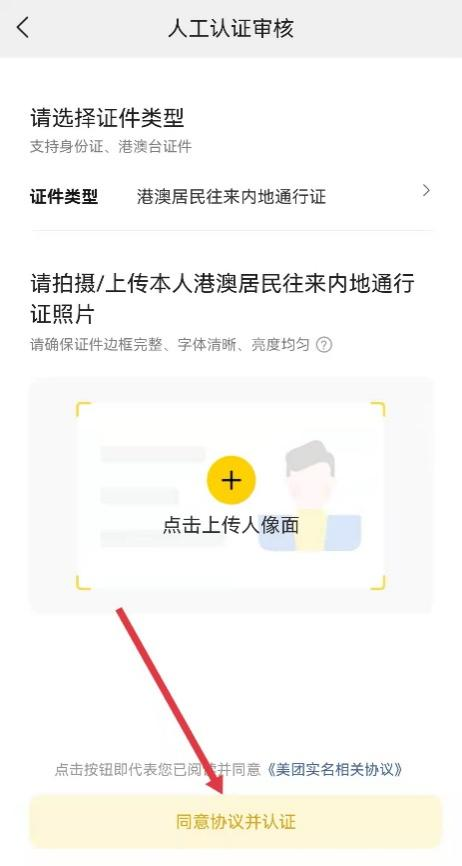 人工认证审核
请选择证件类型
支持身份证、港澳台证件
证件类型 港澳居民往来内地通行证
请拍摄/上传本人港澳居民往来内地通行
证照片
请确保证件边框完整、字体清晰、亮度均匀 ?
点击上传人像面
点击按钮即代表您已阅读并同意《美团实名相关协议》
同意协议并认证